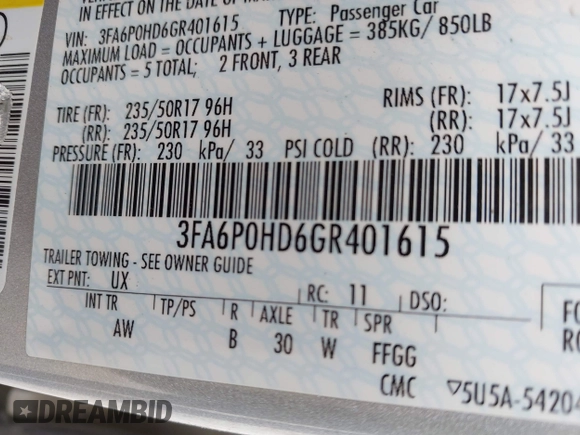 IN EFFECT ON THE DATE OF
VIN: 3FA6P0HD6GR401615 TYPE: Passenger Car
MAXIMUM LOAD = OCCUPANTS + LUGGAGE = 385KG/ 850LB
OCCUPANTS = 5 TOTAL; 2 FRONT, 3 REAR
TIRE (FR): 235/50R17 96H RIMS (FR): 17x7.5J
(RR): 235/50R17 96H (RR): 17x7.5J
PRESSURE (FR): 230 kPa/ 33 PSI COLD (RR): 230 kPa/ 33
3FA6P0HD6GR401615
TRAILER TOWING - SEE OWNER GUIDE
EXT PNT: UX RC: 11 DSO:
INT TR TP/PS R AXLE TR SPR
AW B 30 W FFGG
CMC ▽5U5A-54204
DREAMBID